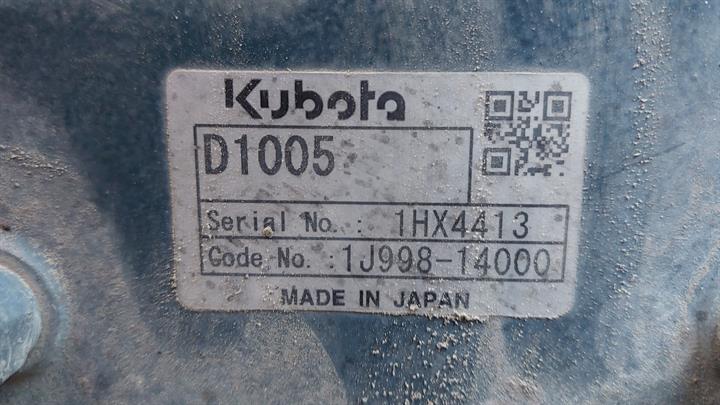 Kubota
D1005
Serial No. : 1HX4413
Code No. : 1J998-14000
MADE IN JAPAN